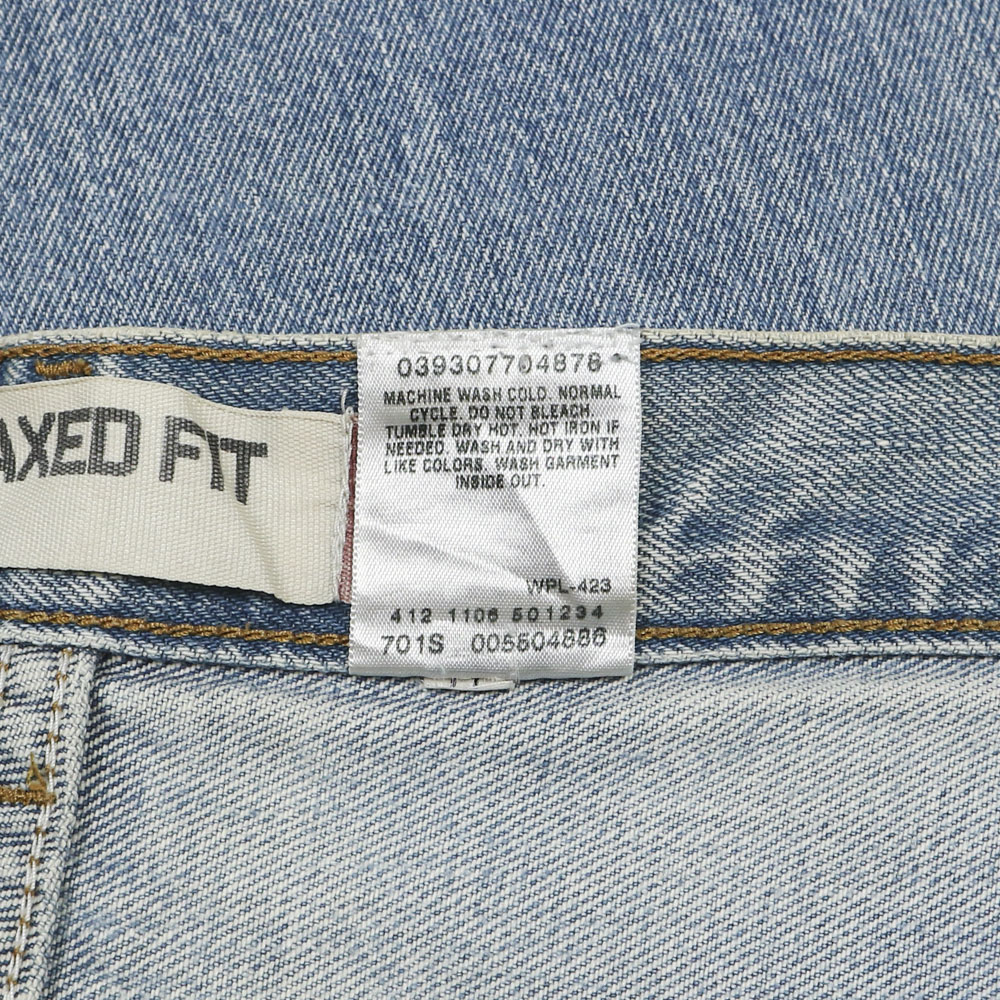 039307704878
MACHINE WASH COLD. NORMAL
CYCLE. DO NOT BLEACH.
TUMBLE DRY HOT. HOT IRON IF
NEEDED. WASH AND DRY WITH
LIKE COLORS. WASH GARMENT
INSIDE OUT.
AXED FIT
WPL-423
412 1106 501234
701S 005504886